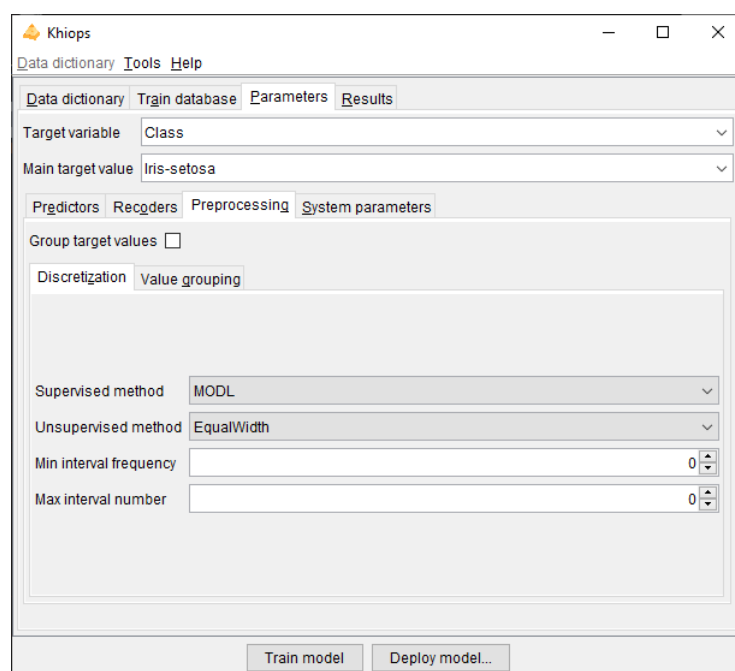 Khiops
Data dictionary Tools Help
Data dictionary Train database Parameters Results
Target variable Class
Main target value Iris-setosa
Predictors Recoders Preprocessing System parameters
Group target values
Discretization Value grouping
Supervised method MODL
Unsupervised method EqualWidth
Min interval frequency 0
Max interval number 0
Train model Deploy model...